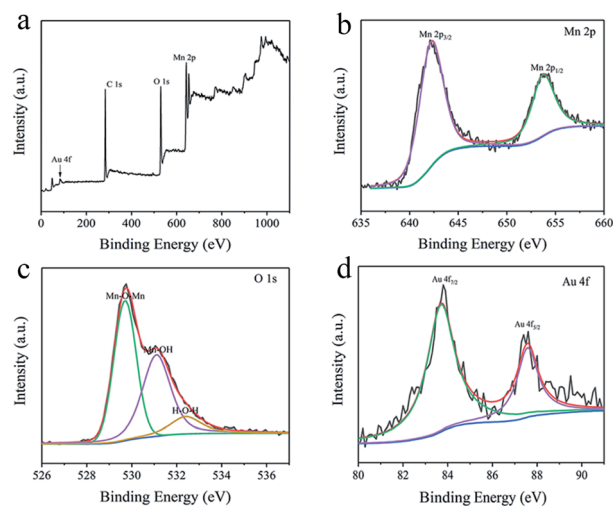 a
Intensity (a.u.)
Au 4f
C 1s
O 1s
Mn 2p
0 200 400 600 800 1000
Binding Energy (eV)
b
Mn 2p
Intensity (a.u.)
Mn 2p3/2
Mn 2p1/2
635 640 645 650 655 660
Binding Energy (eV)
c
O 1s
Intensity (a.u.)
Mn-O-Mn
Mn-OH
H-O-H
526 528 530 532 534 536
Binding Energy (eV)
d
Au 4f
Intensity (a.u.)
Au 4f7/2
Au 4f5/2
80 82 84 86 88 90
Binding Energy (eV)